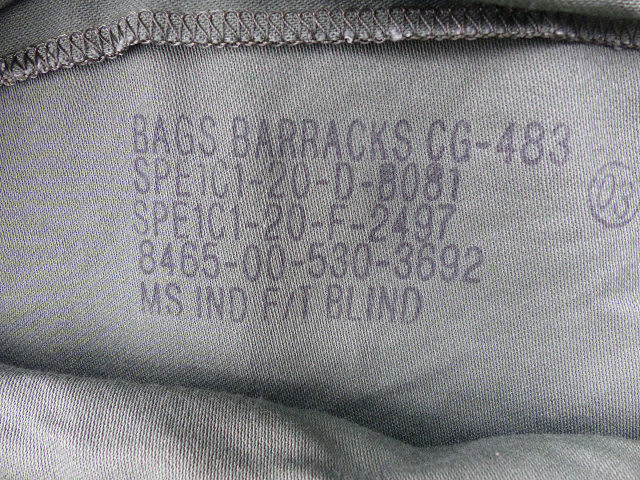 BAGS BARRACKS CG-483
SPE1C1-20-D-B081
SPE1C1-20-F-2497
8465-00-530-3692
MS IND F/T BLIND